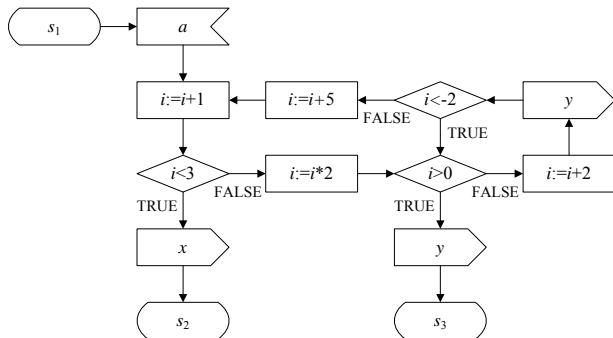 s₁
a
i:=i+1
i:=i+5
i<-2
y
FALSE
TRUE
i<3
i:=i*2
i>0
i:=i+2
FALSE
FALSE
TRUE
TRUE
x
y
s₂
s₃